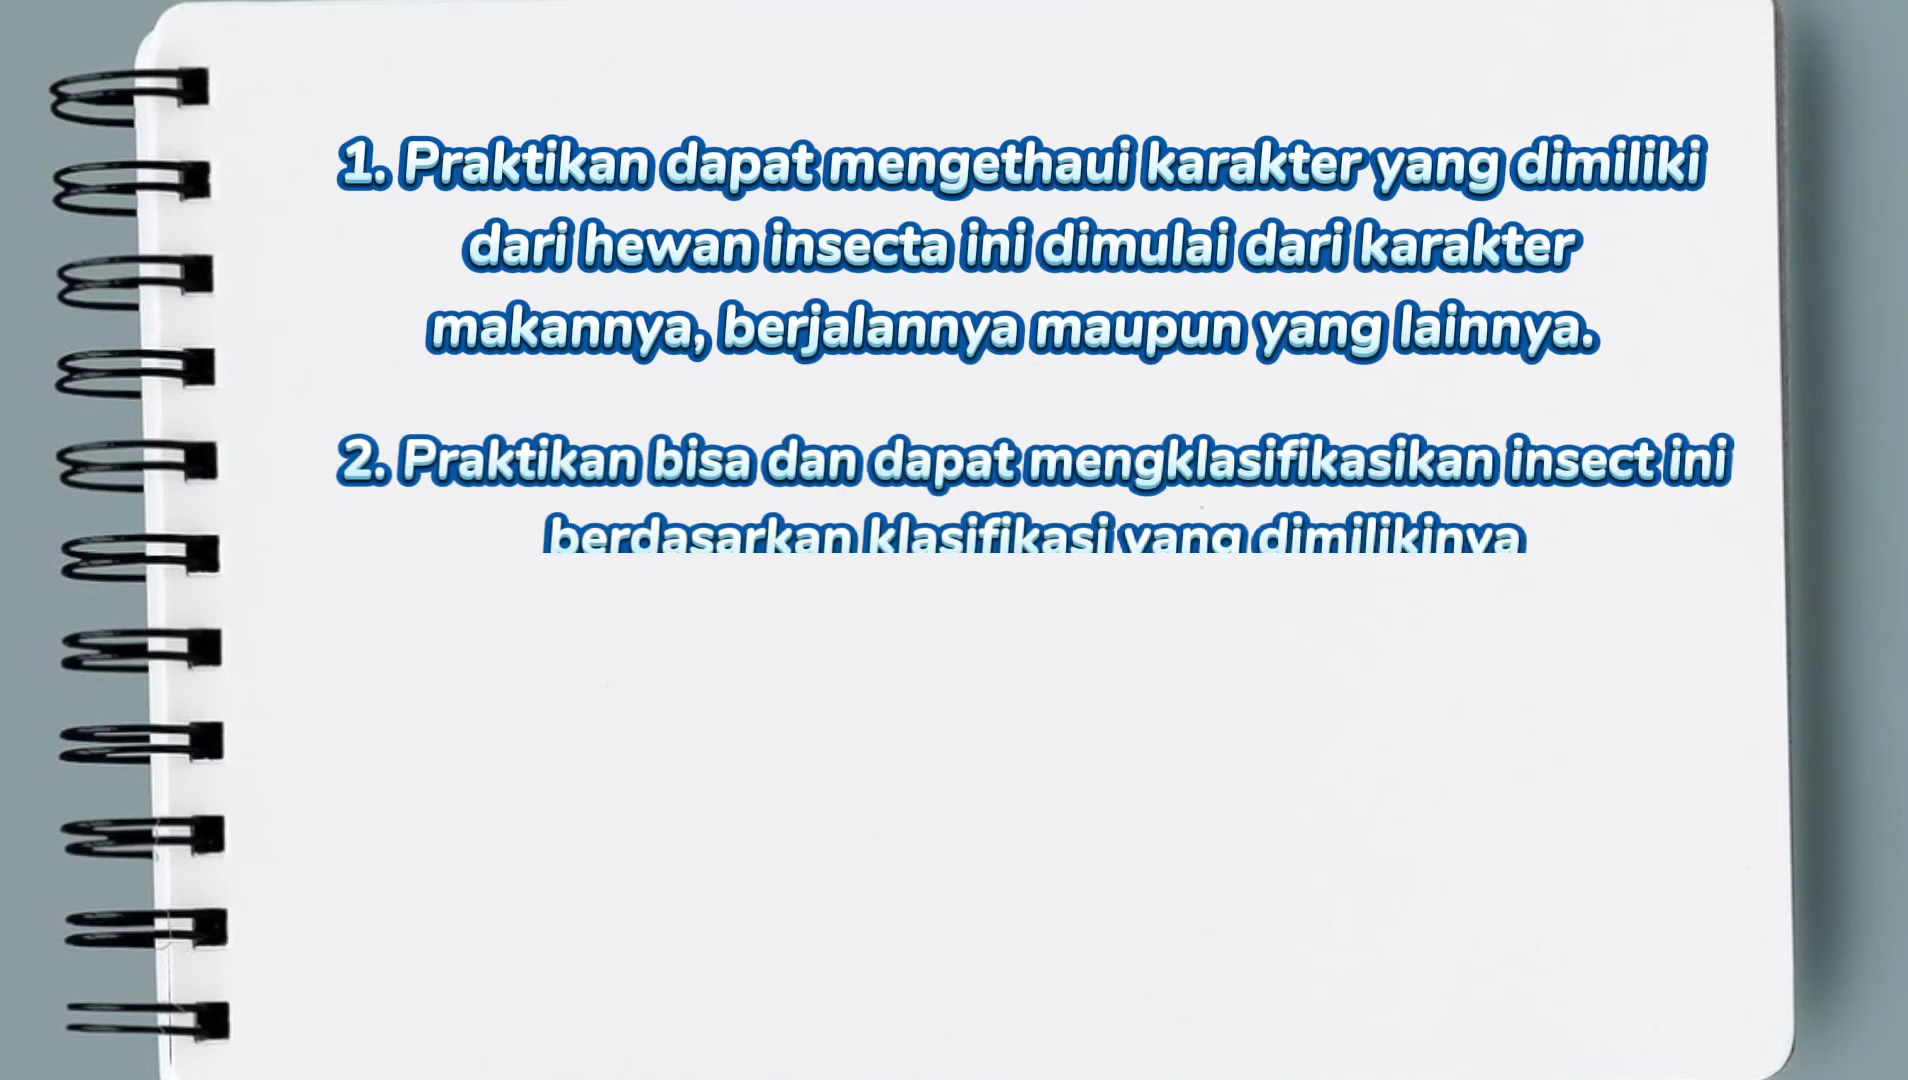 1. Praktikan dapat mengethaui karakter yang dimiliki
dari hewan insecta ini dimulai dari karakter
makannya, berjalannya maupun yang lainnya.
2. Praktikan bisa dan dapat mengklasifikasikan insect ini
berdasarkan klasifikasi yang dimilikinya